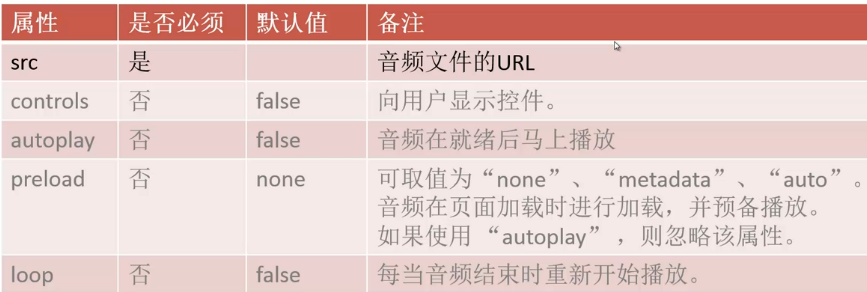 属性 是否必须 默认值 备注
src 是 音频文件的URL
controls 否 false 向用户显示控件。
autoplay 否 false 音频在就绪后马上播放
preload 否 none 可取值为“none”、“metadata”、“auto”。
音频在页面加载时进行加载，并预备播放。
如果使用 “autoplay” ，则忽略该属性。
loop 否 false 每当音频结束时重新开始播放。